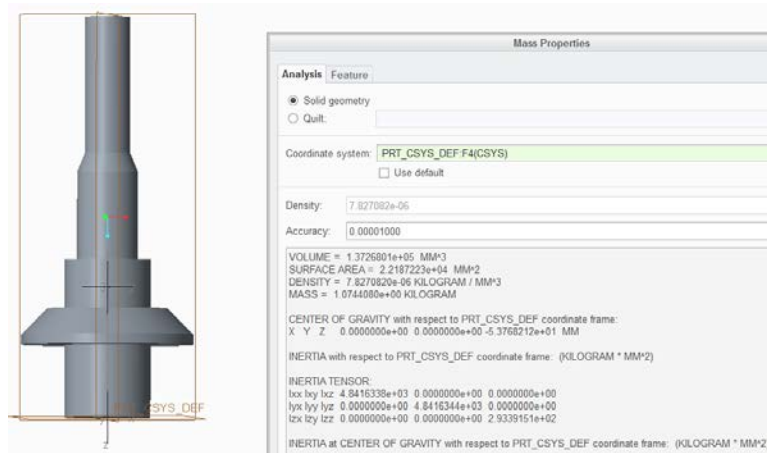 Mass Properties
Analysis Feature
Solid geometry
Quilt:
Coordinate system: PRT_CSYS_DEF:F4(CSYS)
Use default
Density: 7.827082e-06
Accuracy: 0.00001000
VOLUME = 1.3726801e+05 MM^3
SURFACE AREA = 2.2187223e+04 MM^2
DENSITY = 7.8270820e-06 KILOGRAM / MM^3
MASS = 1.0744080e+00 KILOGRAM
CENTER OF GRAVITY with respect to PRT_CSYS_DEF coordinate frame:
X Y Z 0.0000000e+00 0.0000000e+00 -5.3768212e+01 MM
INERTIA with respect to PRT_CSYS_DEF coordinate frame: (KILOGRAM * MM^2)
INERTIA TENSOR:
Ixx Ixy Ixz 4.8416338e+03 0.0000000e+00 0.0000000e+00
Iyx Iyy Iyz 0.0000000e+00 4.8416344e+03 0.0000000e+00
Izx Izy Izz 0.0000000e+00 0.0000000e+00 2.9339151e+02
INERTIA at CENTER OF GRAVITY with respect to PRT_CSYS_DEF coordinate frame: (KILOGRAM * MM^2
PRT_CSYS_DEF
Z